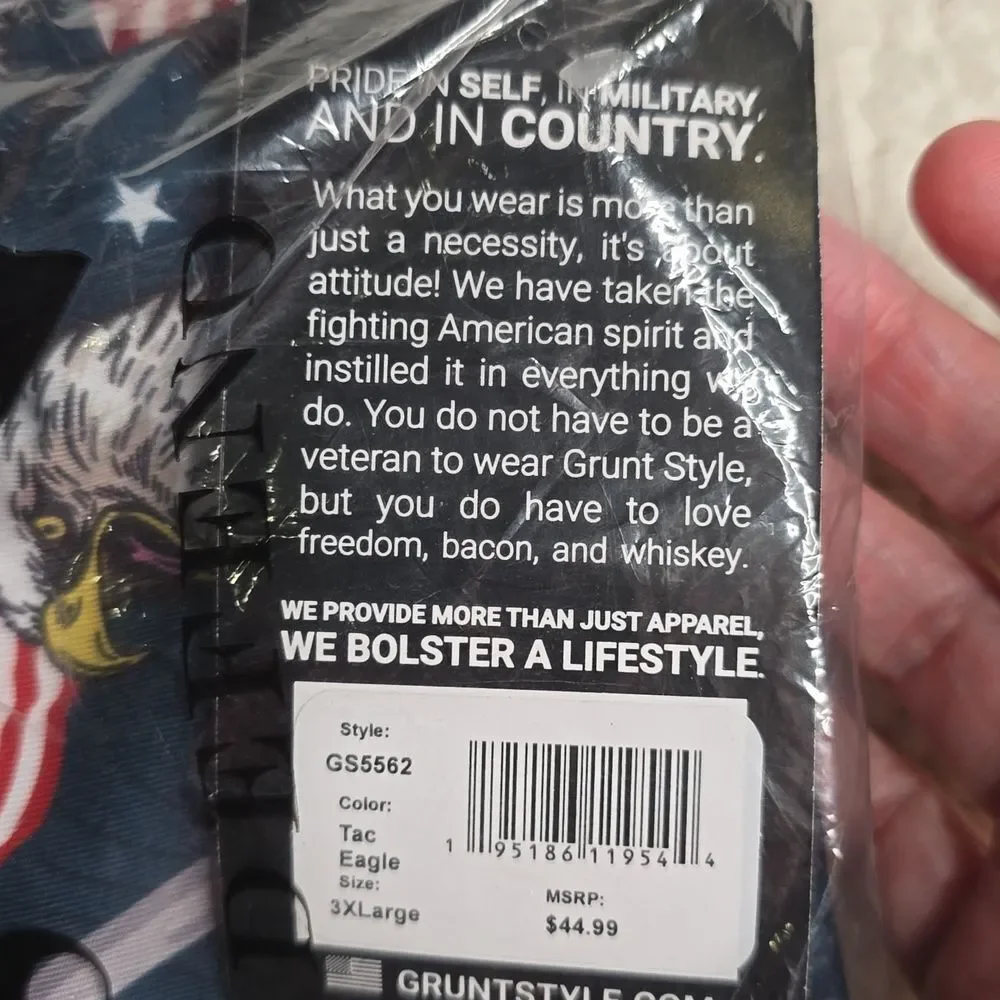 PRIDE IN SELF, IN MILITARY,
AND IN COUNTRY.
What you wear is more than
just a necessity, it's about
attitude! We have taken the
fighting American spirit and
instilled it in everything we
do. You do not have to be a
veteran to wear Grunt Style,
but you do have to love
freedom, bacon, and whiskey.
WE PROVIDE MORE THAN JUST APPAREL,
WE BOLSTER A LIFESTYLE.
Style:
GS5562
Color:
Tac
Eagle
Size:
3XLarge
1 95186 11954 4
MSRP:
$44.99
GRUNTSTYLE.COM
DEFEND